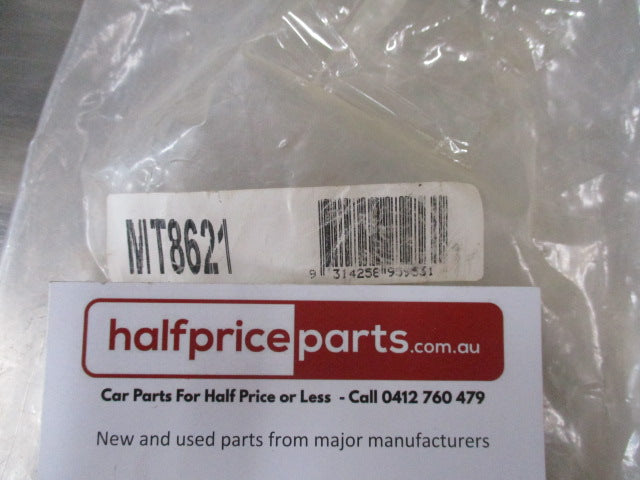 MT8621
9 314256 959531
halfpriceparts.com.au
Car Parts For Half Price or Less - Call 0412 760 479
New and used parts from major manufacturers